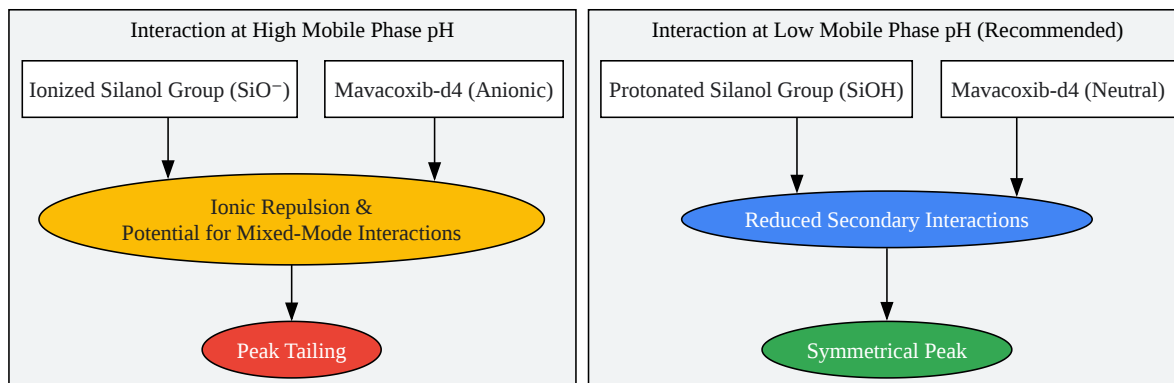 Interaction at High Mobile Phase pH
Ionized Silanol Group (SiO⁻)
Mavacoxib-d4 (Anionic)
Ionic Repulsion &
Potential for Mixed-Mode Interactions
Peak Tailing
Interaction at Low Mobile Phase pH (Recommended)
Protonated Silanol Group (SiOH)
Mavacoxib-d4 (Neutral)
Reduced Secondary Interactions
Symmetrical Peak